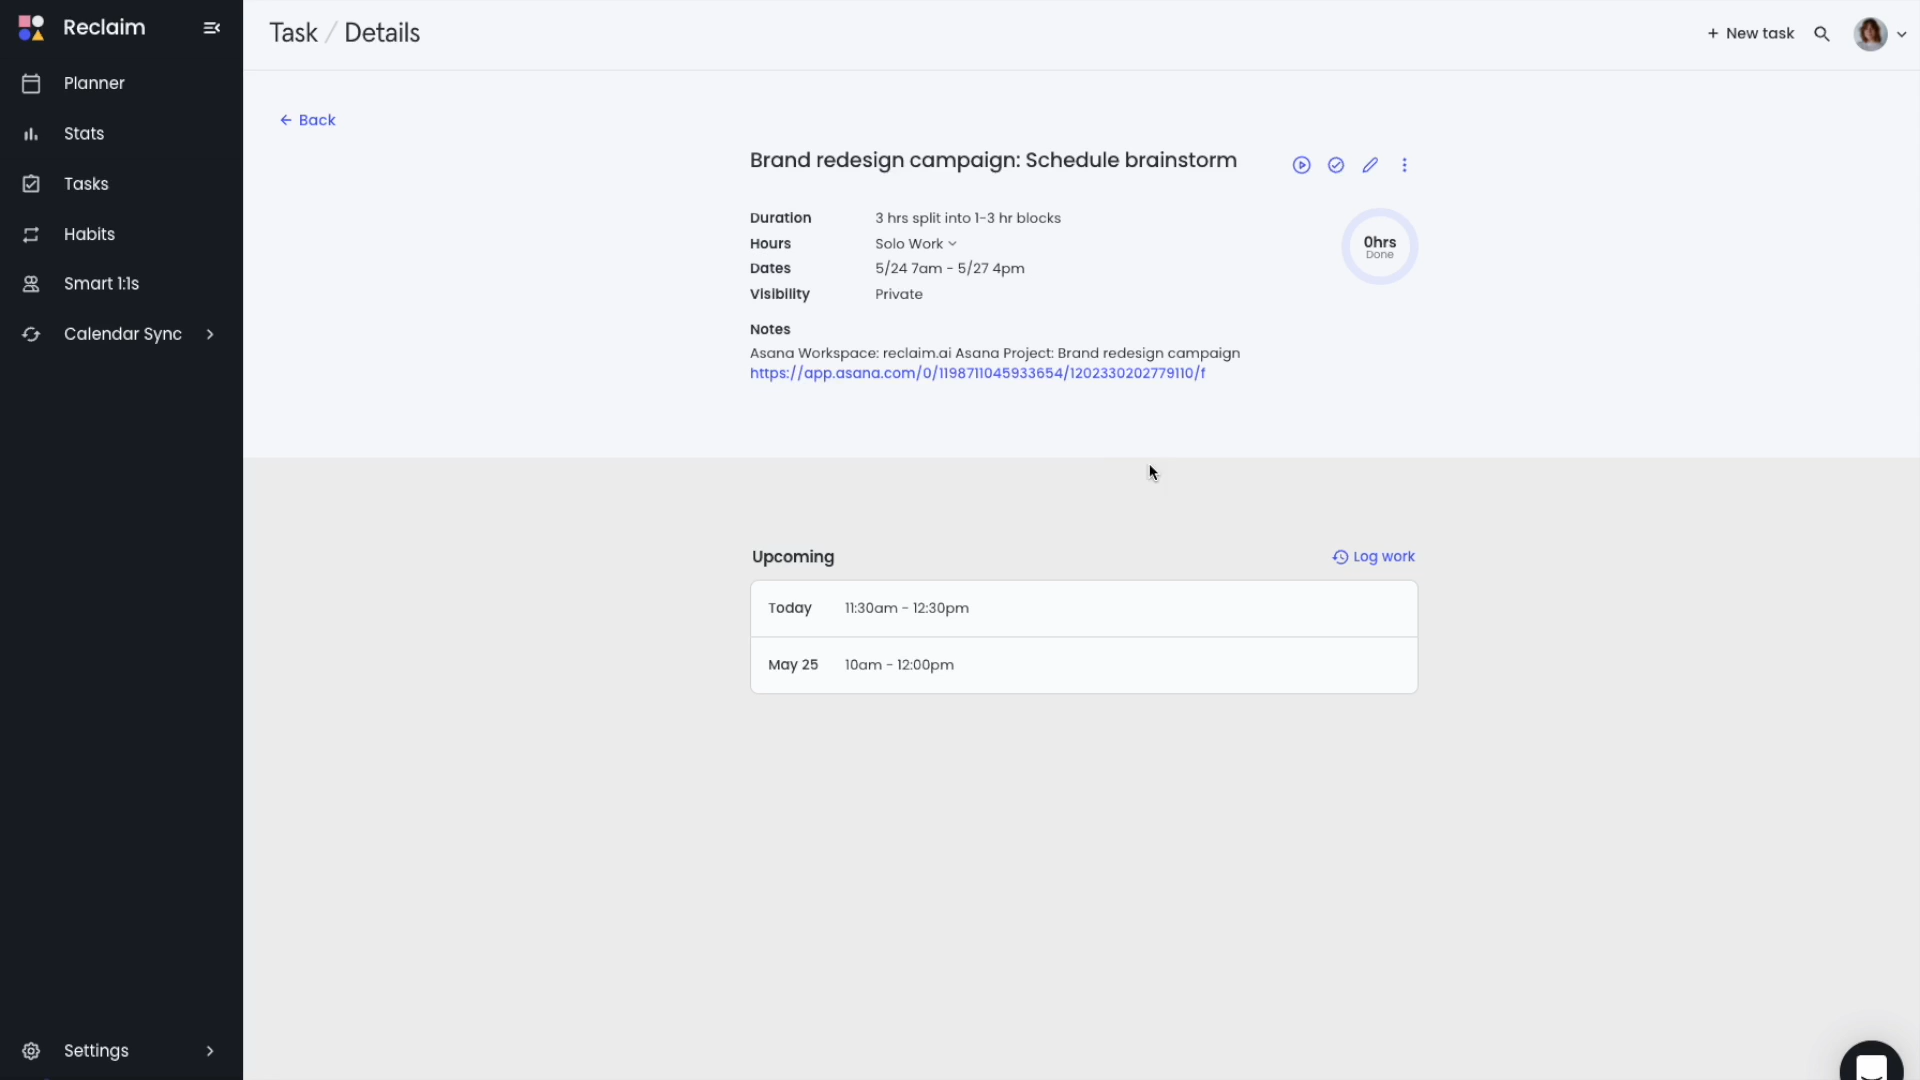 Reclaim
Planner
Stats
Tasks
Habits
Smart 1:1s
Calendar Sync
Settings
Task / Details
+ New task
← Back
Brand redesign campaign: Schedule brainstorm
Duration 3 hrs split into 1-3 hr blocks
Hours Solo Work
Dates 5/24 7am - 5/27 4pm
Visibility Private
0hrs
Done
Notes
Asana Workspace: reclaim.ai Asana Project: Brand redesign campaign
https://app.asana.com/0/1198711045933654/1202330202779110/f
Upcoming
Log work
Today 11:30am - 12:30pm
May 25 10am - 12:00pm